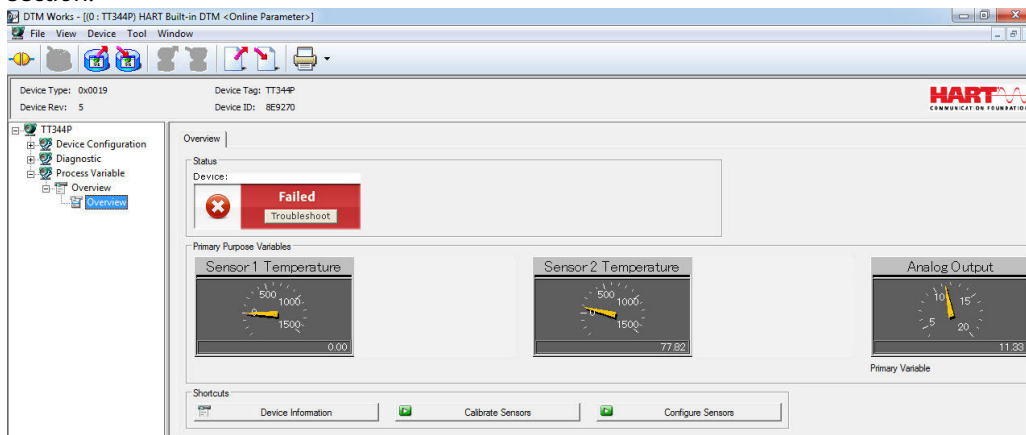 section.
DTM Works - [(0 : TT344P) HART Built-in DTM <Online Parameter>]
File View Device Tool Window
Device Type: 0x0019
Device Tag: TT344P
Device Rev: 5
Device ID: 8E9270
HART
COMMUNICATION FOUNDATION
TT344P
Device Configuration
Diagnostic
Process Variable
Overview
Overview
Overview
Status
Device:
Failed
Troubleshoot
Primary Purpose Variables
Sensor 1 Temperature
0 500 1000 1500
0.00
Sensor 2 Temperature
0 500 1000 1500
77.82
Analog Output
5 10 15 20
11.33
Primary Variable
Shortcuts
Device Information
Calibrate Sensors
Configure Sensors